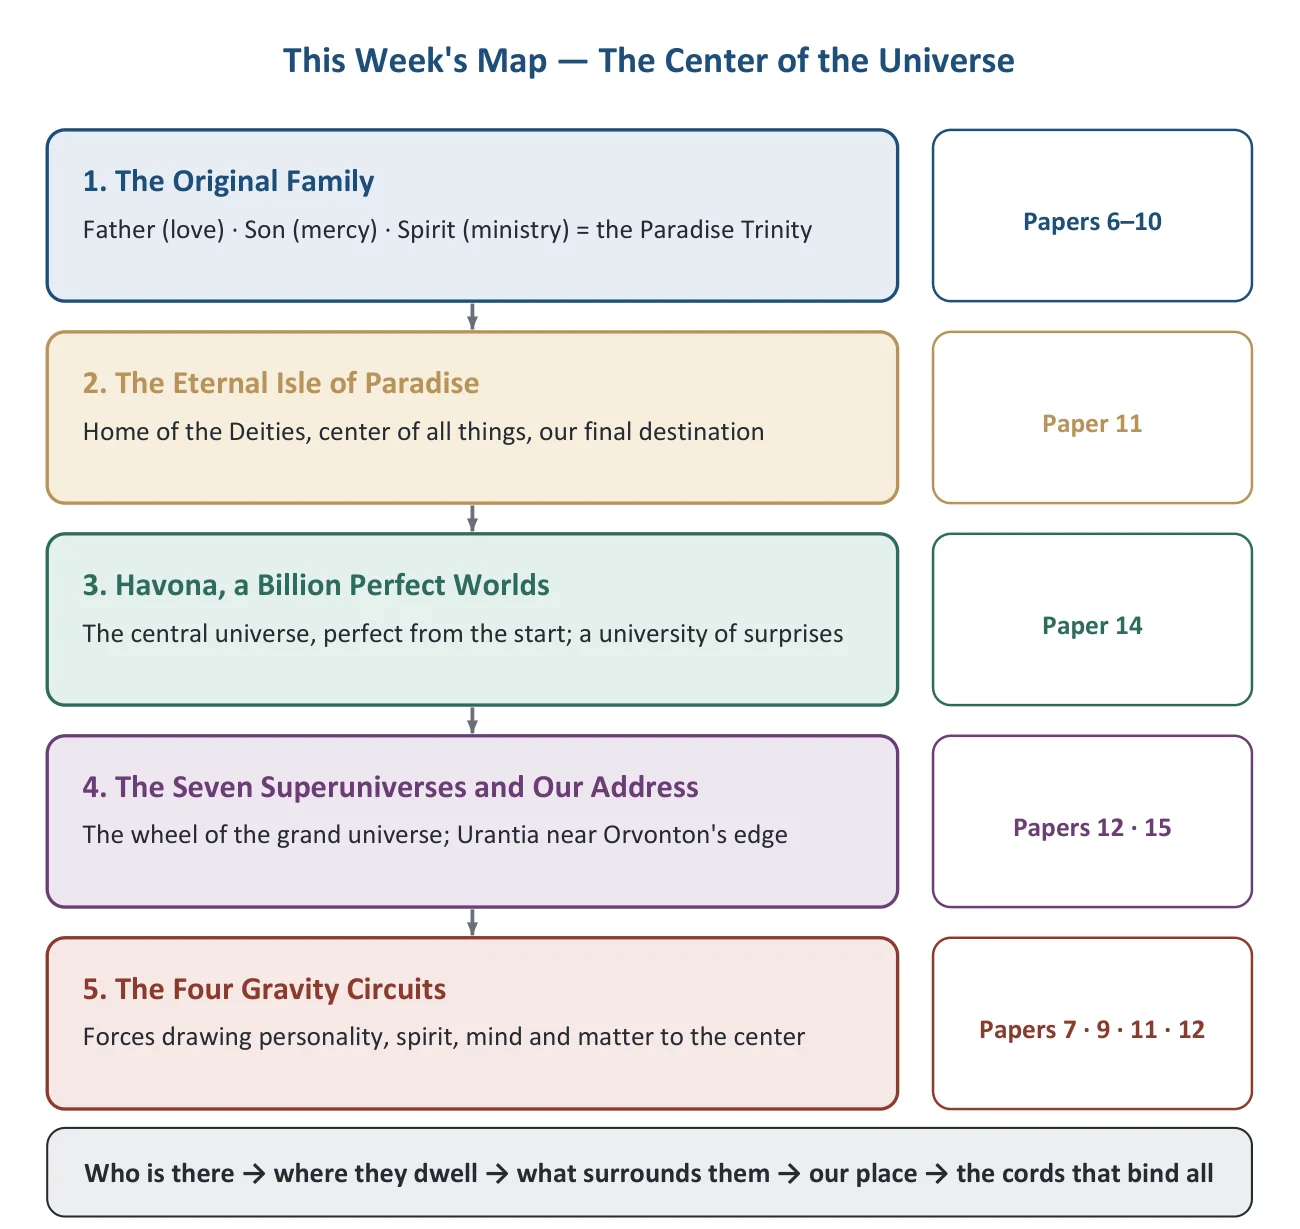 This Week's Map — The Center of the Universe
1. The Original Family
Father (love) · Son (mercy) · Spirit (ministry) = the Paradise Trinity
Papers 6–10
2. The Eternal Isle of Paradise
Home of the Deities, center of all things, our final destination
Paper 11
3. Havona, a Billion Perfect Worlds
The central universe, perfect from the start; a university of surprises
Paper 14
4. The Seven Superuniverses and Our Address
The wheel of the grand universe; Urantia near Orvonton's edge
Papers 12 · 15
5. The Four Gravity Circuits
Forces drawing personality, spirit, mind and matter to the center
Papers 7 · 9 · 11 · 12
Who is there → where they dwell → what surrounds them → our place → the cords that bind all